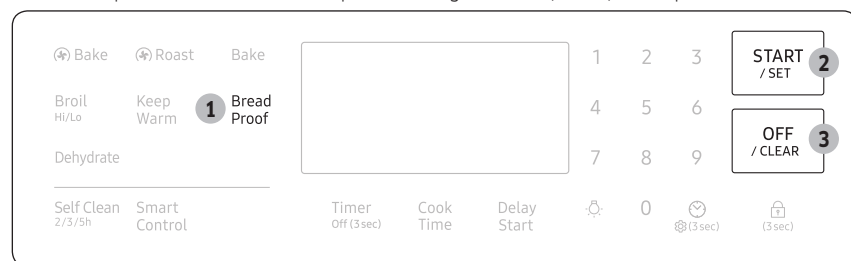 Bake Roast Bake 1 2 3 START
/ SET 2
Broil
Hi/Lo Keep
Warm 1 Bread
Proof 4 5 6
OFF
/ CLEAR 3
Dehydrate 7 8 9
Self Clean
2/3/5h Smart
Control Timer
Off (3 sec) Cook
Time Delay
Start 0 (3 sec) (3 sec)